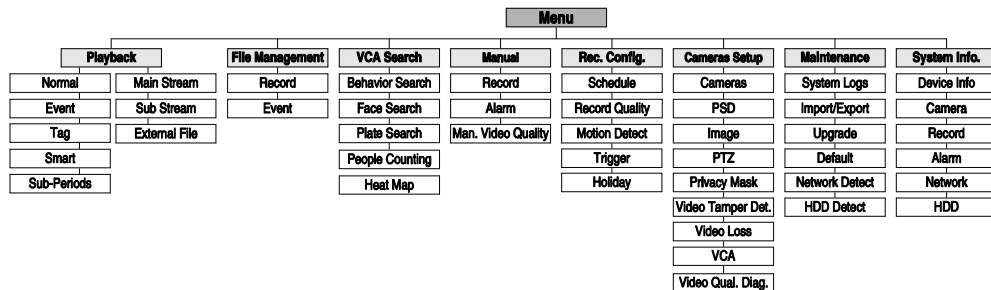 Menu
Playback
Normal
Event
Tag
Smart
Sub-Periods
Main Stream
Sub Stream
External File
File Management
Record
Event
VCA Search
Behavior Search
Face Search
Plate Search
People Counting
Heat Map
Manual
Record
Alarm
Man. Video Quality
Rec. Config.
Schedule
Record Quality
Motion Detect
Trigger
Holiday
Cameras Setup
Cameras
PSD
Image
PTZ
Privacy Mask
Video Tamper Det.
Video Loss
VCA
Video Qual. Diag.
Maintenance
System Logs
Import/Export
Upgrade
Default
Network Detect
HDD Detect
System Info.
Device Info
Camera
Record
Alarm
Network
HDD